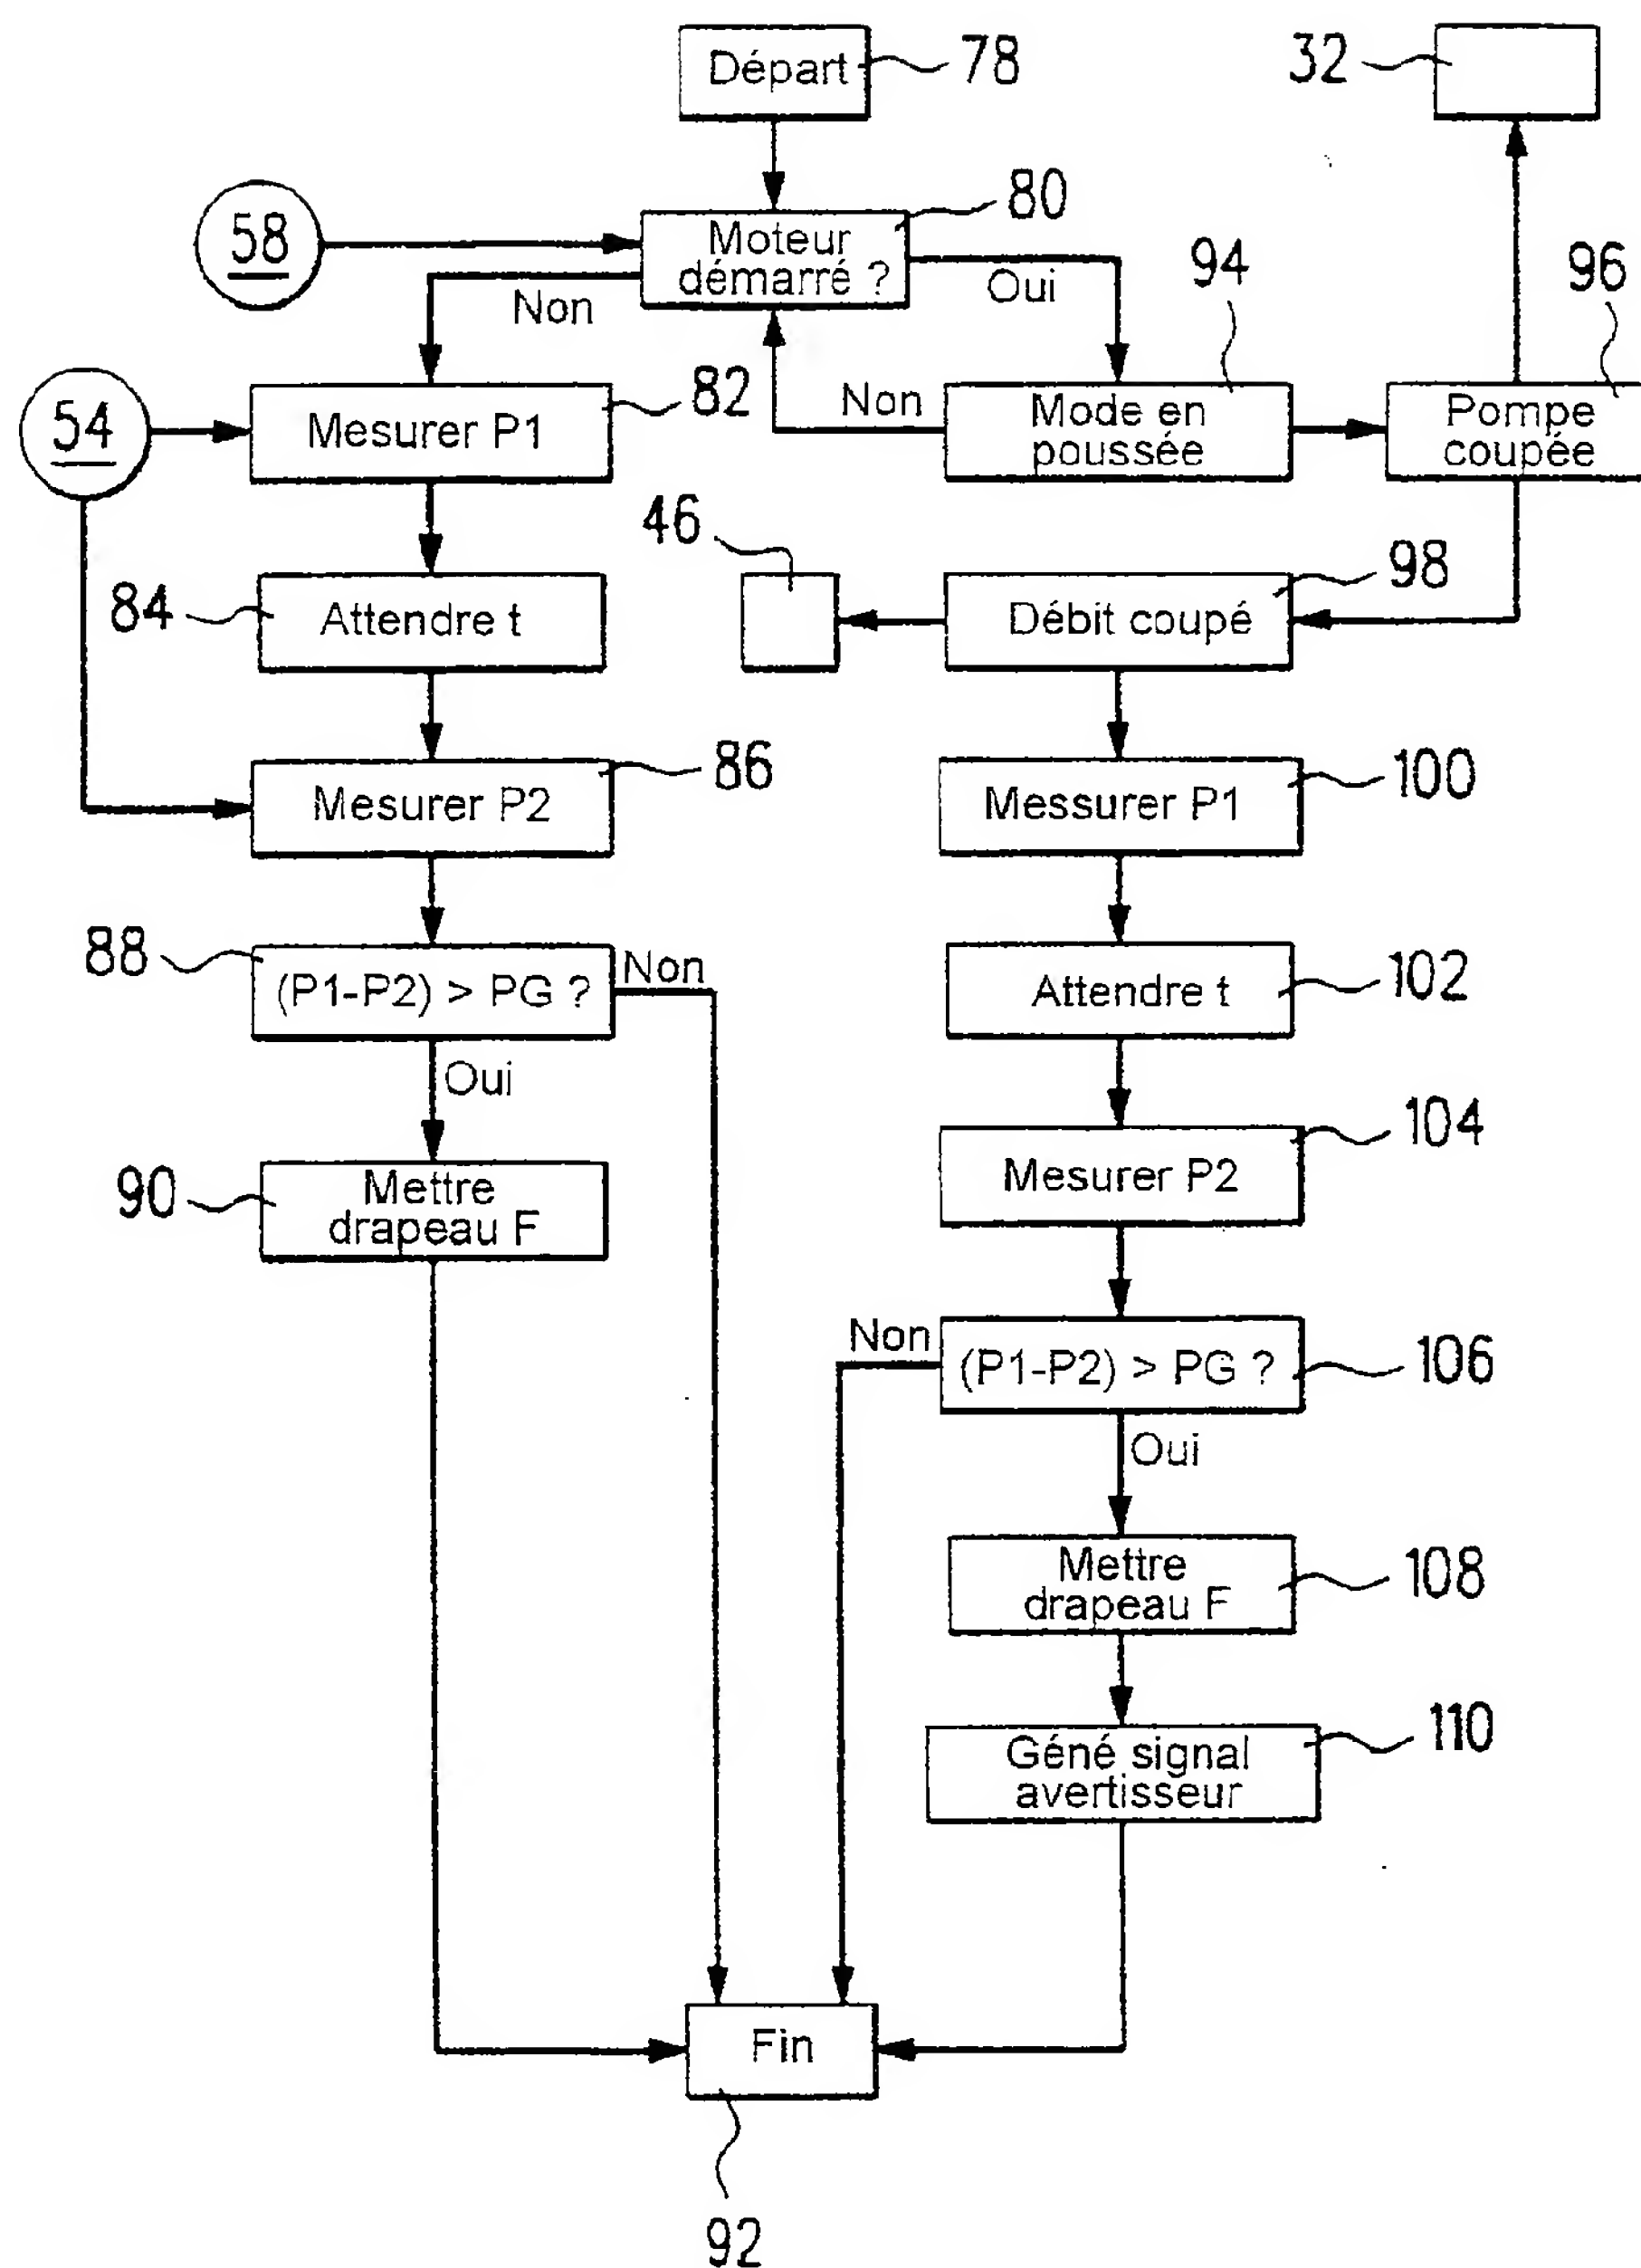 Départ
78
32
80
58
Moteur
démarré ?
94
96
Non
Oui
54
82
Mesurer P1
Non
Mode en
poussée
Pompe
coupée
46
98
84
Attendre t
Débit coupé
86
Mesurer P2
100
Messurer P1
88
(P1-P2) > PG ?
Non
Attendre t
102
Oui
104
Mesurer P2
90
Mettre
drapeau F
Non
(P1-P2) > PG ?
106
Oui
Mettre
drapeau F
108
Géné signal
avertisseur
110
Fin
92